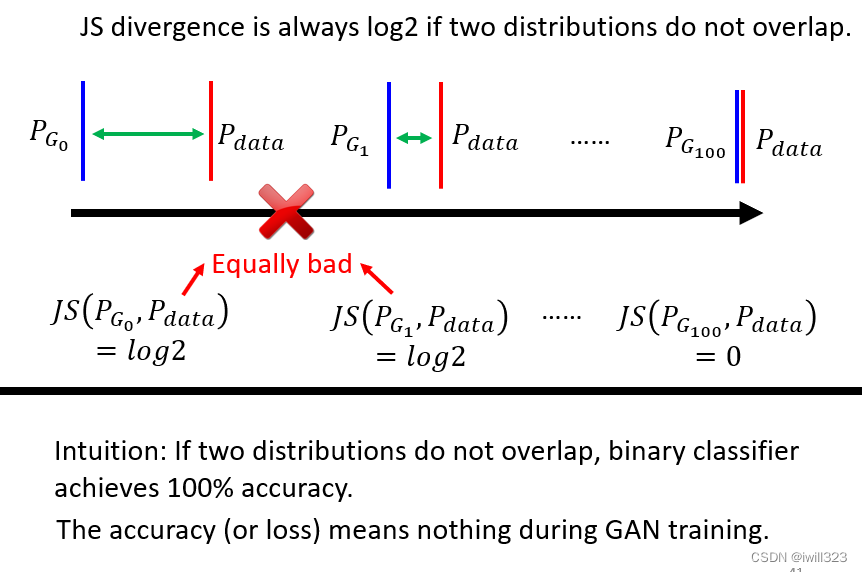 JS divergence is always log2 if two distributions do not overlap.
P_{G_0} P_{data} P_{G_1} P_{data} …… P_{G_{100}} P_{data}
Equally bad
JS(P_{G_0}, P_{data}) JS(P_{G_1}, P_{data}) …… JS(P_{G_{100}}, P_{data})
= log2 = log2 = 0
Intuition: If two distributions do not overlap, binary classifier
achieves 100% accuracy.
The accuracy (or loss) means nothing during GAN training.
CSDN @iwill323